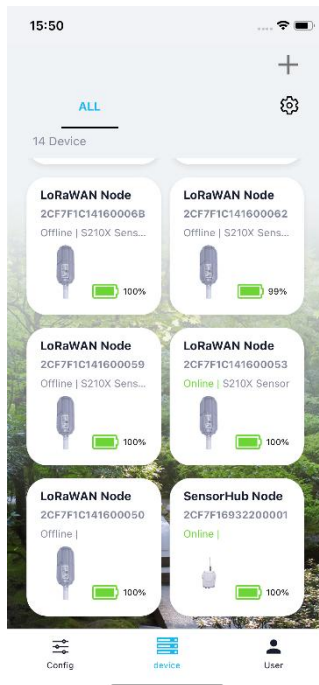 15:50
ALL
14 Device
LoRaWAN Node
2CF7F1C14160006B
Offline | S210X Sens...
100%
LoRaWAN Node
2CF7F1C141600062
Offline | S210X Sens...
99%
LoRaWAN Node
2CF7F1C141600059
Offline | S210X Sens...
100%
LoRaWAN Node
2CF7F1C141600053
Online | S210X Sensor
100%
LoRaWAN Node
2CF7F1C141600050
Offline |
100%
SensorHub Node
2CF7F16932200001
Online |
100%
Config
device
User